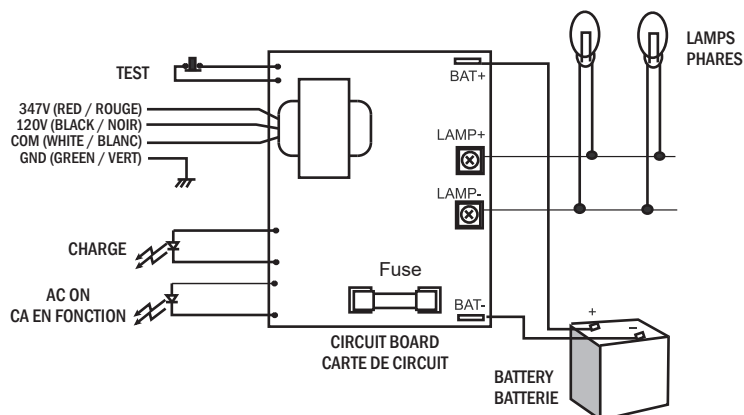 TEST
347V (RED / ROUGE)
120V (BLACK / NOIR)
COM (WHITE / BLANC)
GND (GREEN / VERT)
CHARGE
AC ON
CA EN FONCTION
BAT+
LAMP+
LAMP-
Fuse
BAT-
CIRCUIT BOARD
CARTE DE CIRCUIT
LAMPS
PHARES
+
-
BATTERY
BATTERIE